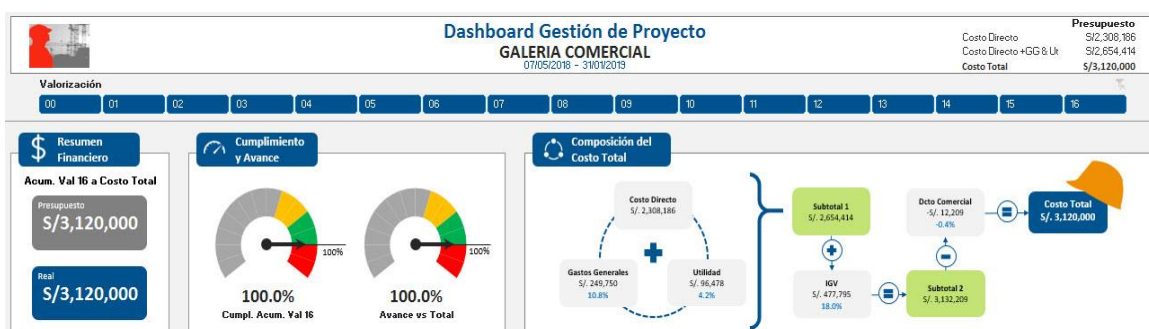 Dashboard Gestión de Proyecto
GALERIA COMERCIAL
07/05/2018 - 31/01/2019
Presupuesto
Costo Directo S/2,308,186
Costo Directo +GG & Ut S/2,654,414
Costo Total S/3,120,000
Valorización
00 01 02 03 04 05 06 07 08 09 10 11 12 13 14 15 16
Resumen
Financiero
Acum. Val 16 a Costo Total
Presupuesto
S/3,120,000
Real
S/3,120,000
Cumplimiento
y Avance
100%
100.0%
Cumpl. Acum. Val 16
100%
100.0%
Avance vs Total
Composición del
Costo Total
Costo Directo
S/. 2,308,186
Gastos Generales
S/. 249,750
10.8%
Utilidad
S/. 96,478
4.2%
Subtotal 1
S/. 2,654,414
IGV
S/. 477,795
18.0%
Subtotal 2
S/. 3,132,209
Dcto Comercial
-S/. 12,209
-0.4%
Costo Total
S/. 3,120,000